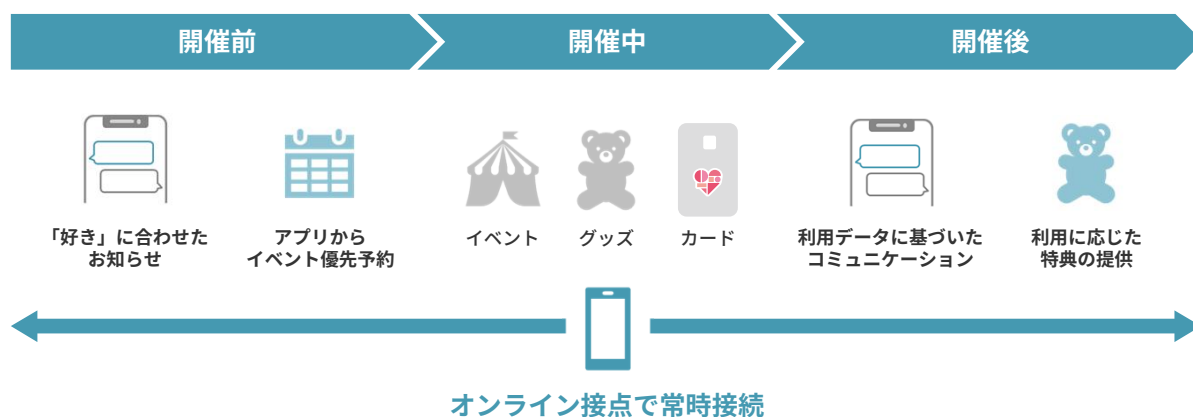 開催前
開催中
開催後
「好き」に合わせた
お知らせ
アプリから
イベント優先予約
イベント
グッズ
カード
利用データに基づいた
コミュニケーション
利用に応じた
特典の提供
オンライン接点で常時接続